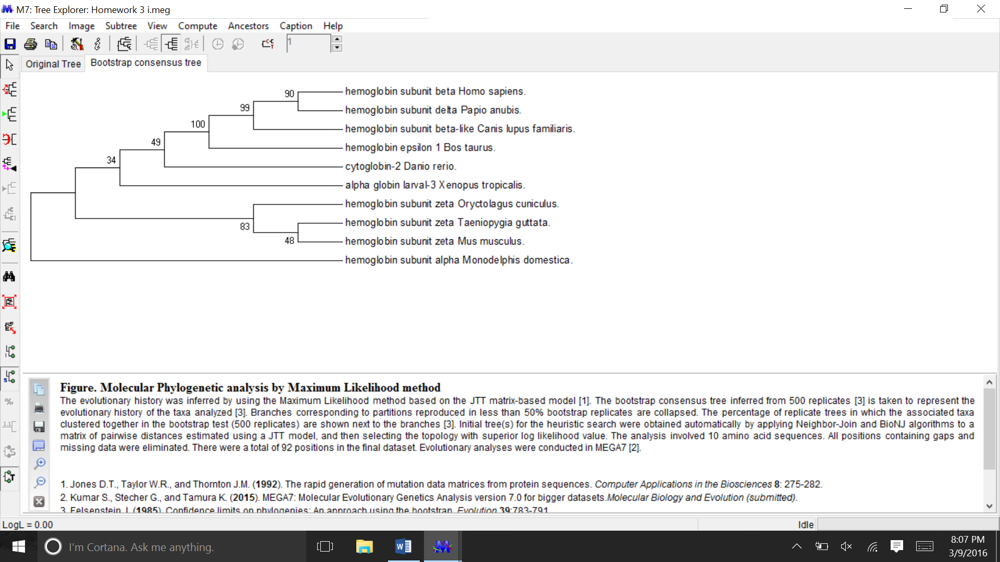 M7: Tree Explorer: Homework 3 i.meg
File Search Image Subtree View Compute Ancestors Caption Help
1
Original Tree Bootstrap consensus tree
90 hemoglobin subunit beta Homo sapiens.
99 hemoglobin subunit delta Papio anubis.
100 hemoglobin subunit beta-like Canis lupus familiaris.
49 hemoglobin epsilon 1 Bos taurus.
34 cytoglobin-2 Danio rerio.
alpha globin larval-3 Xenopus tropicalis.
hemoglobin subunit zeta Oryctolagus cuniculus.
83 hemoglobin subunit zeta Taeniopygia guttata.
48 hemoglobin subunit zeta Mus musculus.
hemoglobin subunit alpha Monodelphis domestica.
Figure. Molecular Phylogenetic analysis by Maximum Likelihood method
The evolutionary history was inferred by using the Maximum Likelihood method based on the JTT matrix-based model [1]. The bootstrap consensus tree inferred from 500 replicates [3] is taken to represent the
evolutionary history of the taxa analyzed [3]. Branches corresponding to partitions reproduced in less than 50% bootstrap replicates are collapsed. The percentage of replicate trees in which the associated taxa
clustered together in the bootstrap test (500 replicates) are shown next to the branches [3]. Initial tree(s) for the heuristic search were obtained automatically by applying Neighbor-Join and BioNJ algorithms to a
matrix of pairwise distances estimated using a JTT model, and then selecting the topology with superior log likelihood value. The analysis involved 10 amino acid sequences. All positions containing gaps and
missing data were eliminated. There were a total of 92 positions in the final dataset. Evolutionary analyses were conducted in MEGA7 [2].
1. Jones D.T., Taylor W.R., and Thornton J.M. (1992). The rapid generation of mutation data matrices from protein sequences. Computer Applications in the Biosciences 8: 275-282.
2. Kumar S., Stecher G., and Tamura K. (2015). MEGA7: Molecular Evolutionary Genetics Analysis version 7.0 for bigger datasets.Molecular Biology and Evolution (submitted).
3. Felsenstein J. (1985). Confidence limits on phylogenies: An approach using the bootstrap. Evolution 39:783-791
LogL = 0.00 Idle
I'm Cortana. Ask me anything.
8:07 PM
3/9/2016